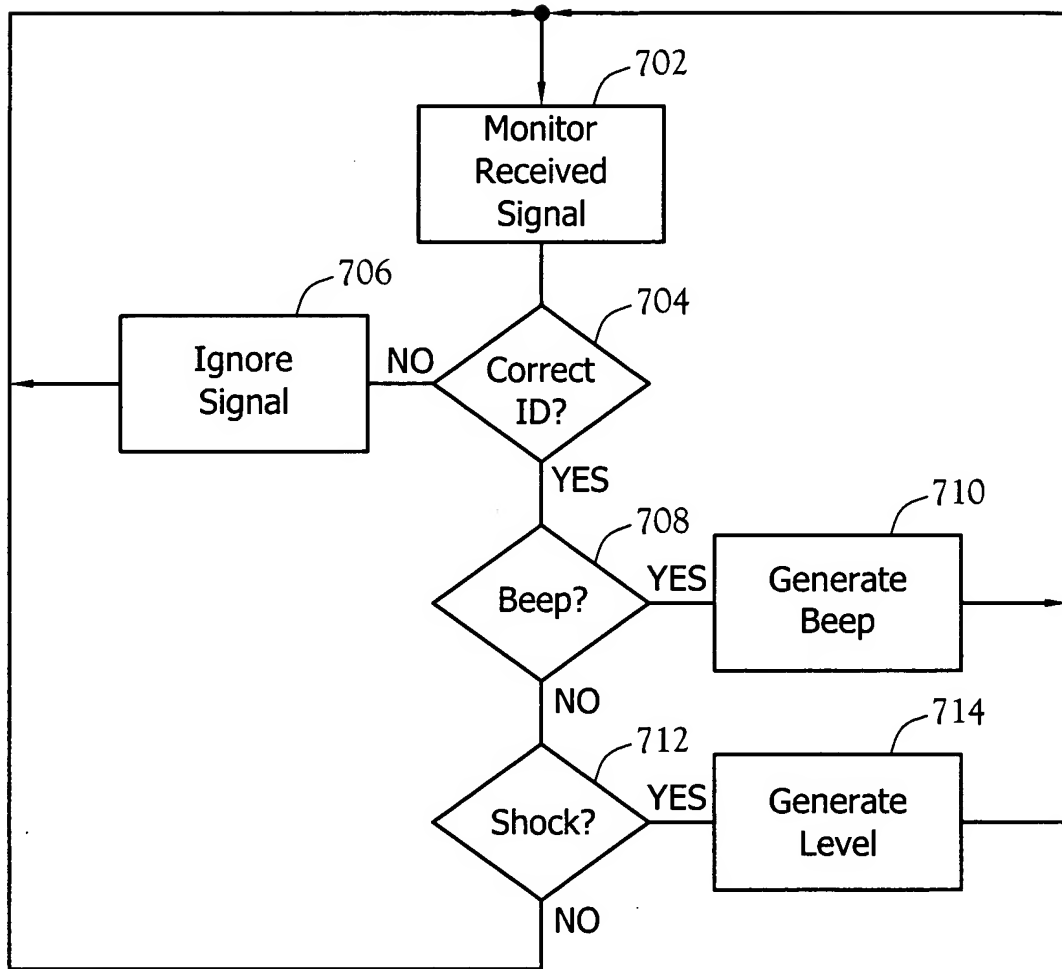 702
Monitor
Received
Signal
706
704
Ignore
Signal
NO
Correct
ID?
YES
708
710
Beep?
YES
Generate
Beep
NO
712
714
Shock?
YES
Generate
Level
NO